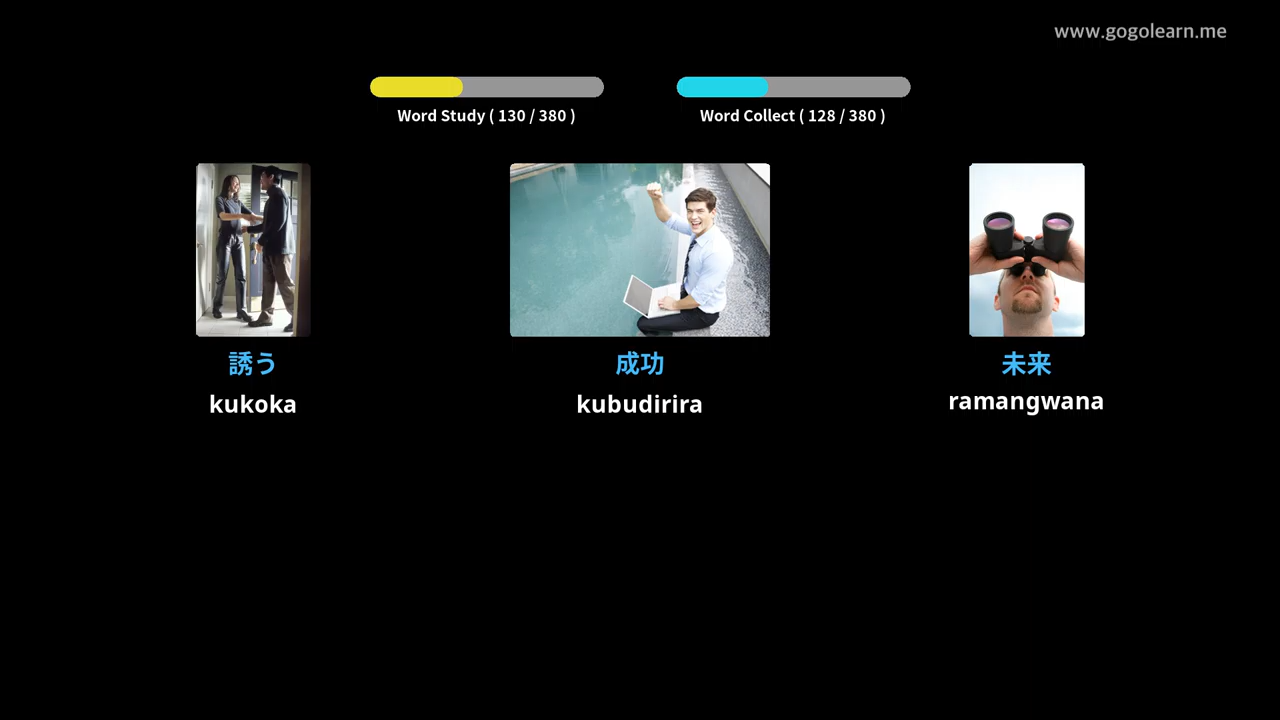 www.gogolearn.me
Word Study ( 130 / 380 )
Word Collect ( 128 / 380 )
誘う
kukoka
成功
kubudirira
未来
ramangwana